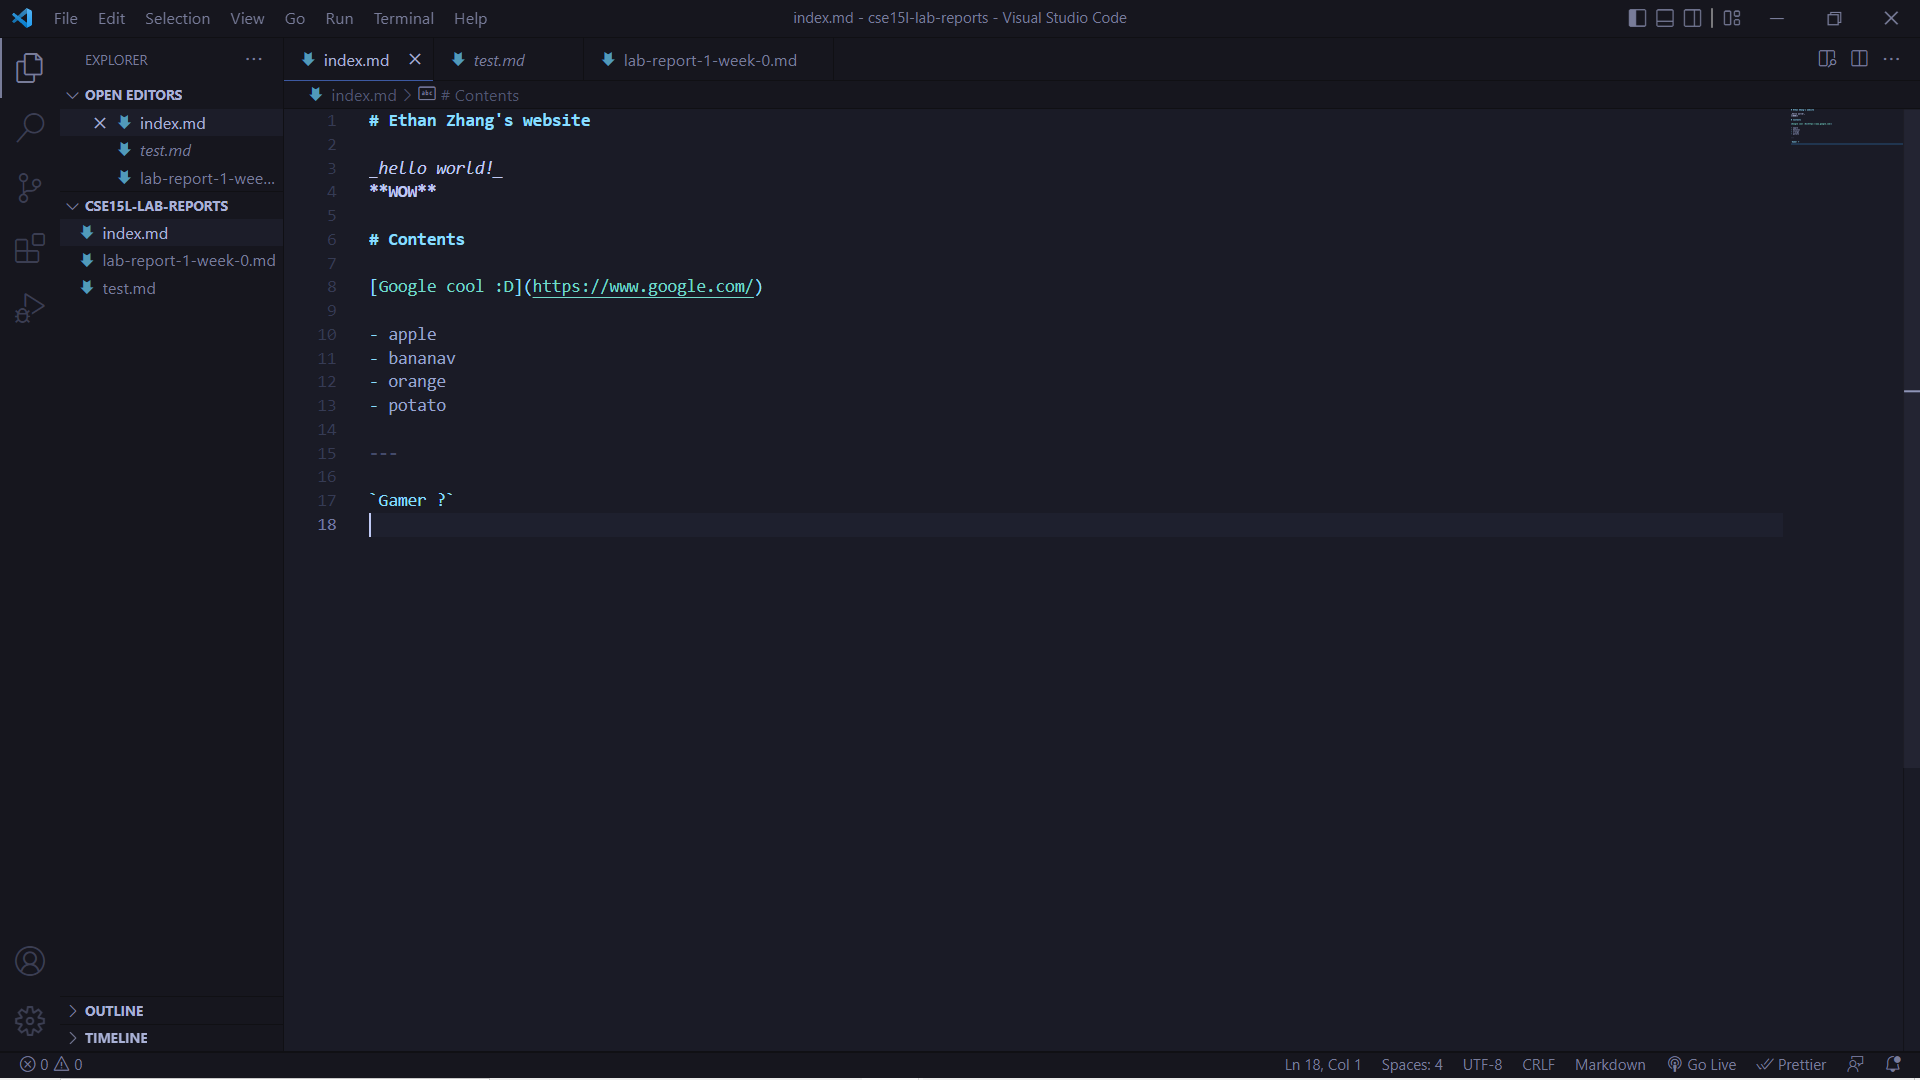 File Edit Selection View Go Run Terminal Help
index.md - cse15l-lab-reports - Visual Studio Code
EXPLORER
OPEN EDITORS
index.md
test.md
lab-report-1-wee...
CSE15L-LAB-REPORTS
index.md
lab-report-1-week-0.md
test.md
OUTLINE
TIMELINE
index.md test.md lab-report-1-week-0.md
index.md > # Contents
1 # Ethan Zhang's website
2
3 _hello world!_
4 **WOW**
5
6 # Contents
7
8 [Google cool :D](https://www.google.com/)
9
10 - apple
11 - bananav
12 - orange
13 - potato
14
15 ---
16
17 `Gamer ?`
18
0 0 Ln 18, Col 1 Spaces: 4 UTF-8 CRLF Markdown Go Live Prettier